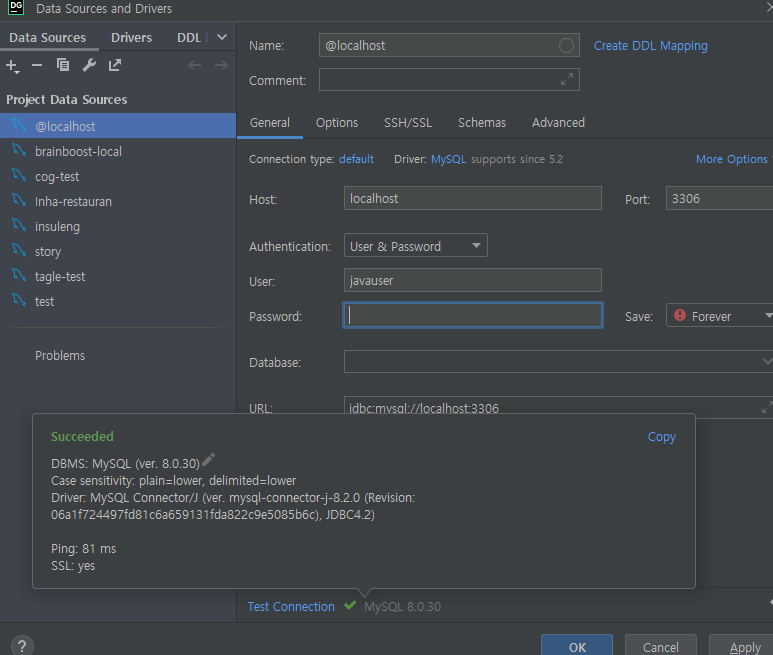 DG Data Sources and Drivers
Data Sources Drivers DDL
Project Data Sources
@localhost
brainboost-local
cog-test
Inha-restauran
insuleng
story
tagle-test
test
Problems
Name: @localhost Create DDL Mapping
Comment:
General Options SSH/SSL Schemas Advanced
Connection type: default Driver: MySQL supports since 5.2 More Options
Host: localhost Port: 3306
Authentication: User & Password
User: javauser
Password: Save: Forever
Database:
URL: jdbc:mysql://localhost:3306
Succeeded Copy
DBMS: MySQL (ver. 8.0.30)
Case sensitivity: plain=lower, delimited=lower
Driver: MySQL Connector/J (ver. mysql-connector-j-8.2.0 (Revision:
06a1f724497fd81c6a659131fda822c9e5085b6c), JDBC4.2)
Ping: 81 ms
SSL: yes
Test Connection MySQL 8.0.30
? OK Cancel Apply